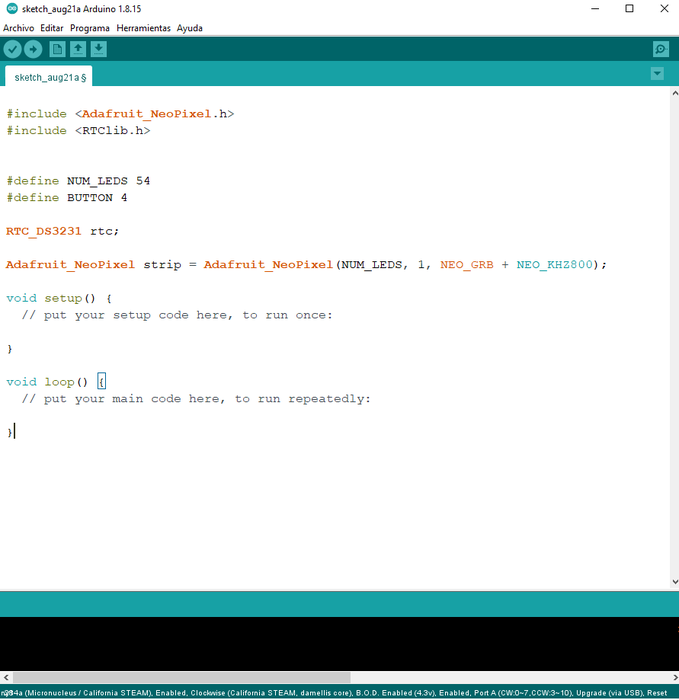 sketch_aug21a Arduino 1.8.15
Archivo Editar Programa Herramientas Ayuda
sketch_aug21a §
#include <Adafruit_NeoPixel.h>
#include <RTClib.h>
#define NUM_LEDS 54
#define BUTTON 4
RTC_DS3231 rtc;
Adafruit_NeoPixel strip = Adafruit_NeoPixel(NUM_LEDS, 1, NEO_GRB + NEO_KHZ800);
void setup() {
// put your setup code here, to run once:
}
void loop() {
// put your main code here, to run repeatedly:
}
(Micronucleus / California STEAM), Enabled, Clockwise (California STEAM, damellis core), B.O.D. Enabled (4.3v), Enabled, Port A (CW:0~7,CCW:3~10), Upgrade (via USB), Reset